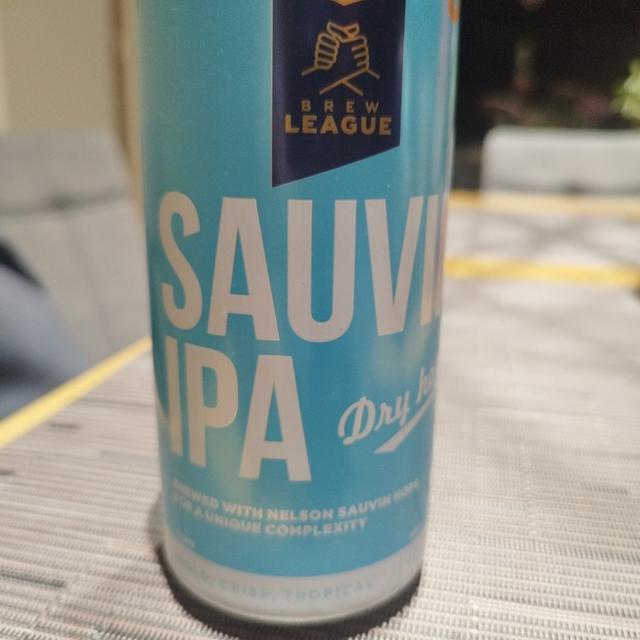 BREW
LEAGUE
SAUVI
IPA
Dry
BREWED WITH NELSON SAUVIN HOPS
FOR A UNIQUE COMPLEXITY
CRISP, TROPICAL